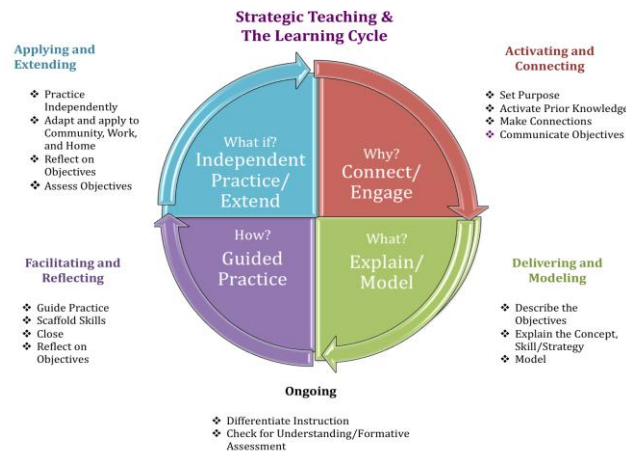 Strategic Teaching &
The Learning Cycle
Applying and
Extending
❖ Practice
Independently
❖ Adapt and apply to
Community, Work,
and Home
❖ Reflect on
Objectives
❖ Assess Objectives
Activating and
Connecting
❖ Set Purpose
❖ Activate Prior Knowledge
❖ Make Connections
❖ Communicate Objectives
What if?
Independent
Practice/
Extend
Why?
Connect/
Engage
How?
Guided
Practice
What?
Explain/
Model
Facilitating and
Reflecting
❖ Guide Practice
❖ Scaffold Skills
❖ Close
❖ Reflect on
Objectives
Delivering and
Modeling
❖ Describe the
Objectives
❖ Explain the Concept,
Skill/Strategy
❖ Model
Ongoing
❖ Differentiate Instruction
❖ Check for Understanding/Formative
Assessment